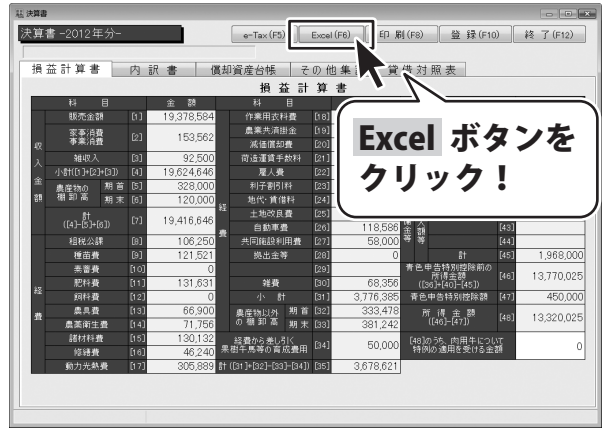 決算書
決算書 -2012年分-
e-Tax(F5) Excel(F6) 印 刷(F8) 登 録(F10) 終 了(F12)
損益計算書 内 訳 書 償却資産台帳 その他集 貸借対照表
損 益 計 算 書
科 目 金 額 科 目
販売金額 [1] 19,378,584 作業用衣料費 [18]
家事消費 事業消費 [2] 153,562 農業共済掛金 [19]
減価償却費 [20]
雑収入 [3] 92,500 荷造運賃手数料 [21]
小計([1]+[2]+[3]) [4] 19,624,646 雇人費 [22]
農産物の棚卸高 期首 [5] 328,000 利子割引料 [23]
期末 [6] 120,000 地代・賃借料 [24]
計([4]-[5]+[6]) [7] 19,416,646 土地改良費 [25]
自動車費 [26] 118,586 [43]
租税公課 [8] 106,250 共同施設利用費 [27] 58,000 [44]
種苗費 [9] 121,521 拠出金等 [28] 0 計 [45] 1,968,000
素畜費 [10] 0 [29] 青色申告特別控除前の所得金額([36]+[40]-[45]) [46] 13,770,025
肥料費 [11] 131,631 雑費 [30] 68,356
飼料費 [12] 0 小 計 [31] 3,776,385 青色申告特別控除額 [47] 450,000
農具費 [13] 66,900 農産物以外の棚卸高 期首 [32] 333,478 所 得 金 額([46]-[47]) [48] 13,320,025
農薬衛生費 [14] 71,756 期末 [33] 381,242
諸材料費 [15] 130,132 経費から差し引く果樹牛馬等の育成費用 [34] 50,000 [48]のうち、肉用牛について特例の適用を受ける金額 0
修繕費 [16] 46,240
動力光熱費 [17] 305,889 計([31]+[32]-[33]-[34]) [35] 3,678,621
収入金額
経費
経費
Excel ボタンを
クリック！